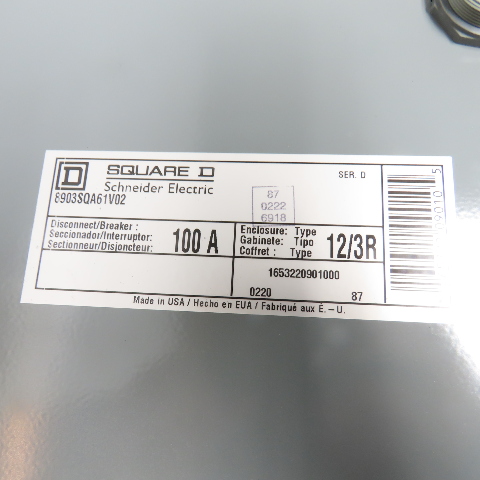 D SQUARE D
Schneider Electric
8903SQA61V02
SER. D
87
0222
6918
Disconnect/Breaker :
Seccionador/Interruptor:
Sectionneur/Disjoncteur:
100 A
Enclosure: Type
Gabinete: Tipo
Coffret : Type
12/3R
1653220901000
0220 87
Made in USA / Hecho en EUA / Fabriqué aux É. – U.